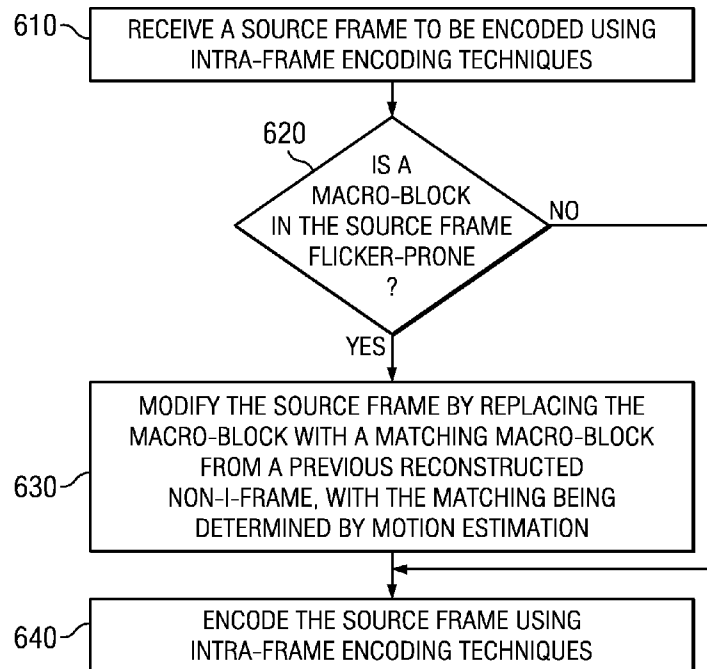 610
RECEIVE A SOURCE FRAME TO BE ENCODED USING
INTRA-FRAME ENCODING TECHNIQUES
620
IS A
MACRO-BLOCK
IN THE SOURCE FRAME
FLICKER-PRONE
?
NO
YES
630
MODIFY THE SOURCE FRAME BY REPLACING THE
MACRO-BLOCK WITH A MATCHING MACRO-BLOCK
FROM A PREVIOUS RECONSTRUCTED
NON-I-FRAME, WITH THE MATCHING BEING
DETERMINED BY MOTION ESTIMATION
640
ENCODE THE SOURCE FRAME USING
INTRA-FRAME ENCODING TECHNIQUES